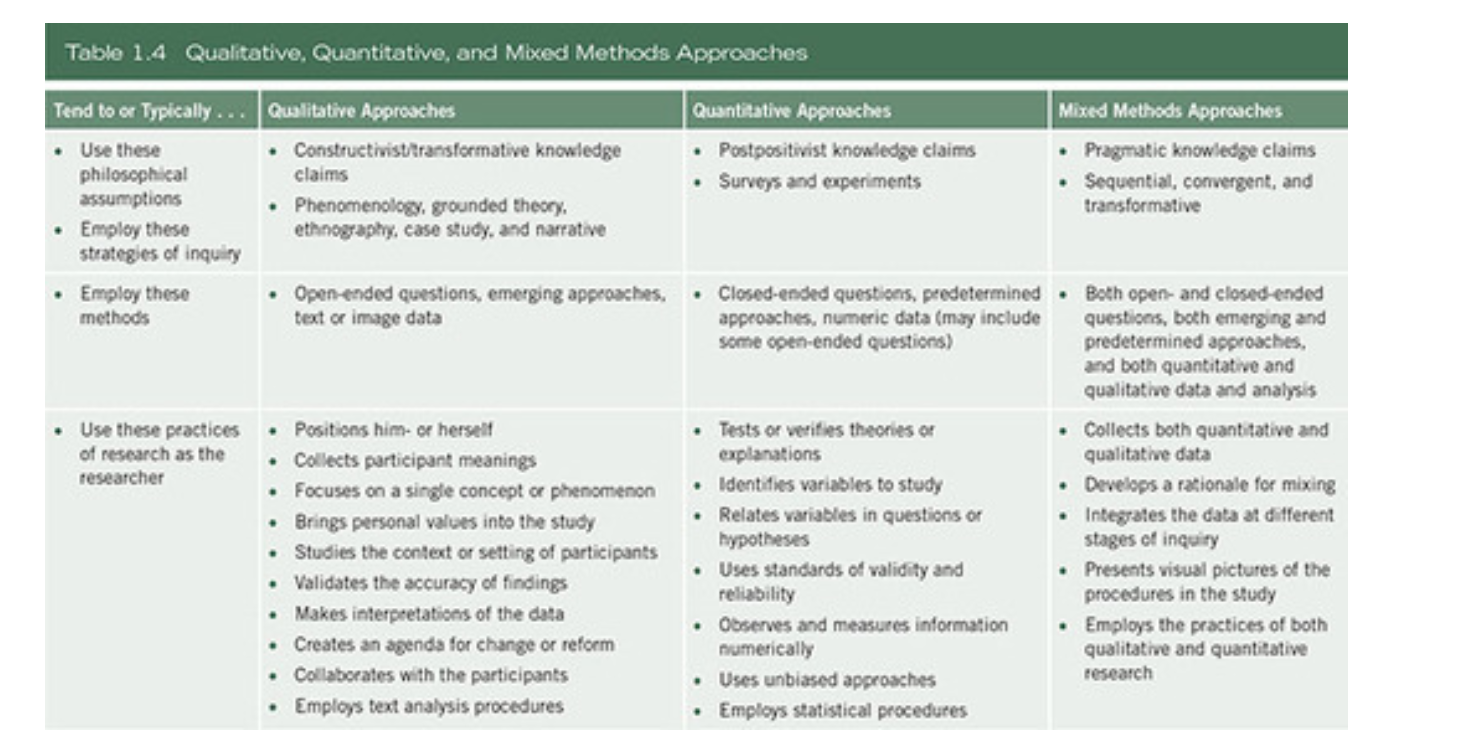 Table 1.4 Qualitative, Quantitative, and Mixed Methods Approaches
Tend to or Typically . . .
Qualitative Approaches
Quantitative Approaches
Mixed Methods Approaches
• Use these
philosophical
assumptions
• Employ these
strategies of inquiry
• Constructivist/transformative knowledge
claims
• Phenomenology, grounded theory,
ethnography, case study, and narrative
• Postpositivist knowledge claims
• Surveys and experiments
• Pragmatic knowledge claims
• Sequential, convergent, and
transformative
• Employ these
methods
• Open-ended questions, emerging approaches,
text or image data
• Closed-ended questions, predetermined
approaches, numeric data (may include
some open-ended questions)
• Both open- and closed-ended
questions, both emerging and
predetermined approaches,
and both quantitative and
qualitative data and analysis
• Use these practices
of research as the
researcher
• Positions him- or herself
• Collects participant meanings
• Focuses on a single concept or phenomenon
• Brings personal values into the study
• Studies the context or setting of participants
• Validates the accuracy of findings
• Makes interpretations of the data
• Creates an agenda for change or reform
• Collaborates with the participants
• Employs text analysis procedures
• Tests or verifies theories or
explanations
• Identifies variables to study
• Relates variables in questions or
hypotheses
• Uses standards of validity and
reliability
• Observes and measures information
numerically
• Uses unbiased approaches
• Employs statistical procedures
• Collects both quantitative and
qualitative data
• Develops a rationale for mixing
• Integrates the data at different
stages of inquiry
• Presents visual pictures of the
procedures in the study
• Employs the practices of both
qualitative and quantitative
research